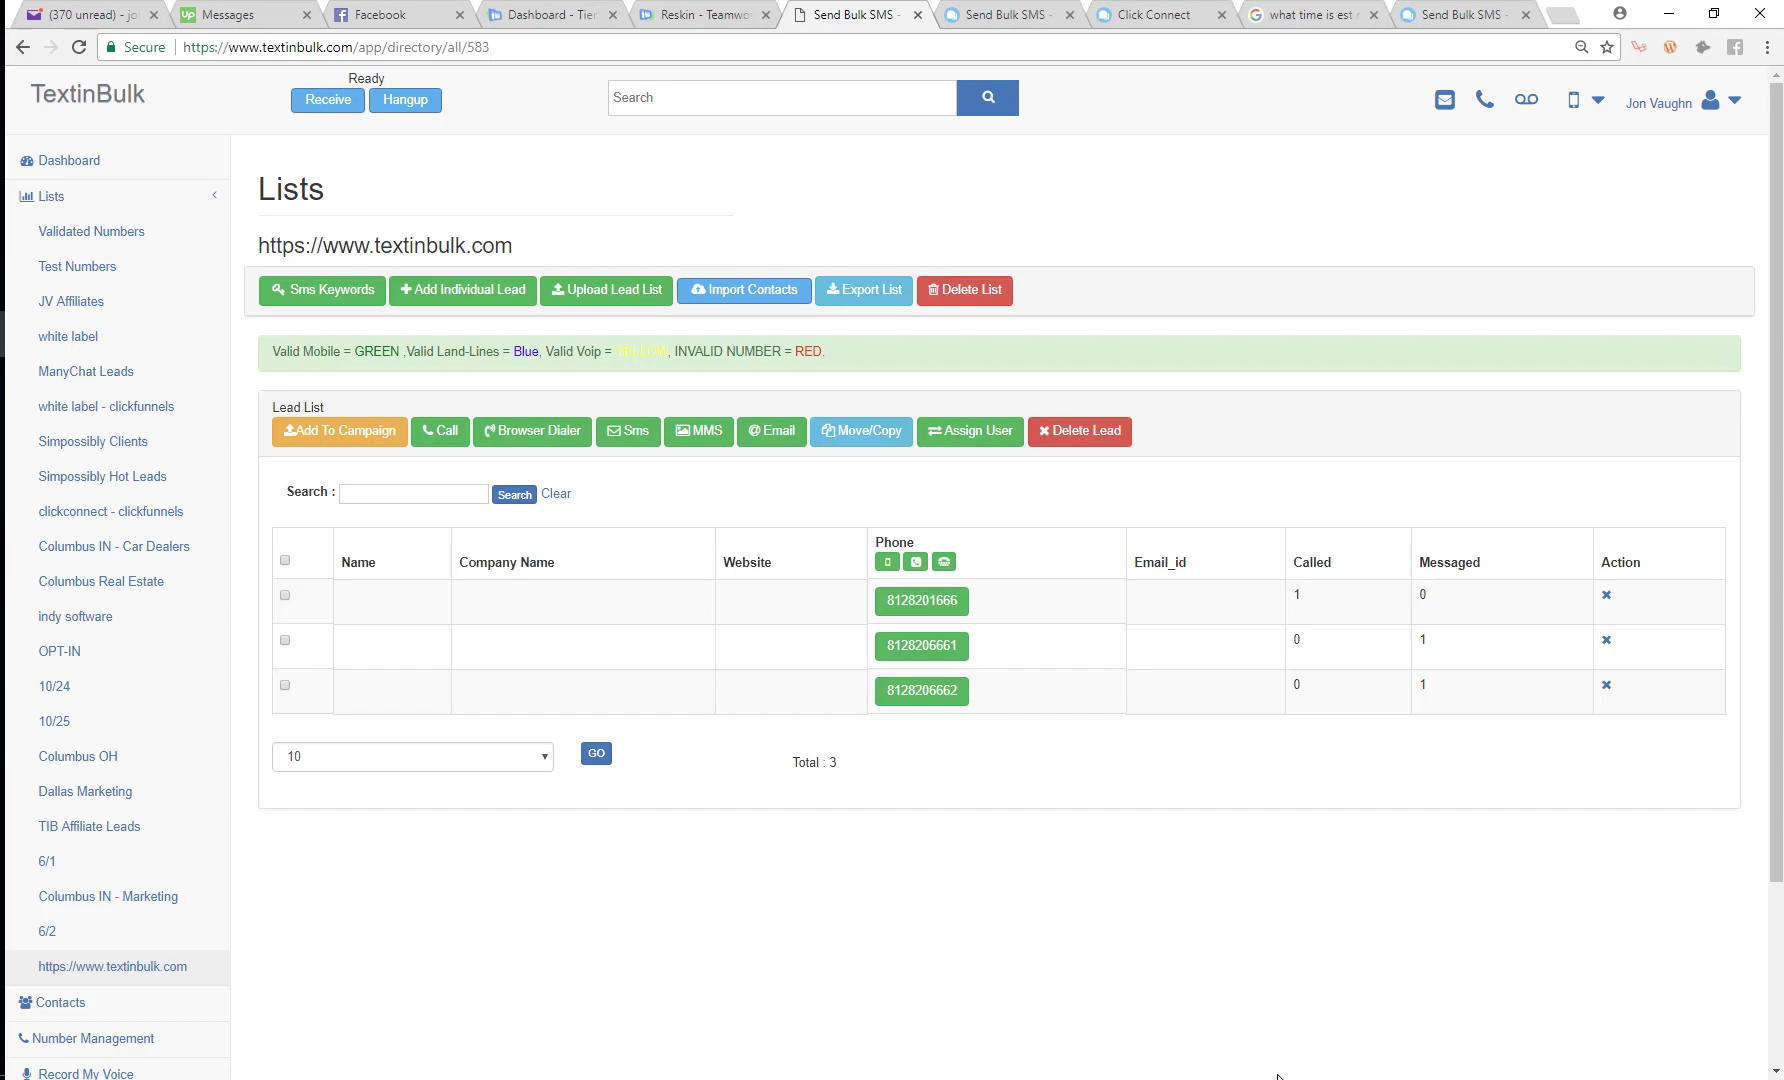 (370 unread) - jo
Messages
Facebook
Dashboard - Tier
Reskin - Teamwo
Send Bulk SMS -
Send Bulk SMS -
Click Connect
what time is est n
Send Bulk SMS -
Secure
https://www.textinbulk.com/app/directory/all/583
TextinBulk
Ready
Receive
Hangup
Search
Jon Vaughn
Dashboard
Lists
Validated Numbers
Test Numbers
JV Affiliates
white label
ManyChat Leads
white label - clickfunnels
Simpossibly Clients
Simpossibly Hot Leads
clickconnect - clickfunnels
Columbus IN - Car Dealers
Columbus Real Estate
indy software
OPT-IN
10/24
10/25
Columbus OH
Dallas Marketing
TIB Affiliate Leads
6/1
Columbus IN - Marketing
6/2
https://www.textinbulk.com
Contacts
Number Management
Record My Voice
Lists
https://www.textinbulk.com
Sms Keywords
Add Individual Lead
Upload Lead List
Import Contacts
Export List
Delete List
Valid Mobile = GREEN ,Valid Land-Lines = Blue, Valid Voip = YELLOW, INVALID NUMBER = RED.
Lead List
Add To Campaign
Call
Browser Dialer
Sms
MMS
@ Email
Move/Copy
Assign User
Delete Lead
Search :
Search
Clear
Name
Company Name
Website
Phone
Email_id
Called
Messaged
Action
8128201666
1
0
8128206661
0
1
8128206662
0
1
10
GO
Total : 3